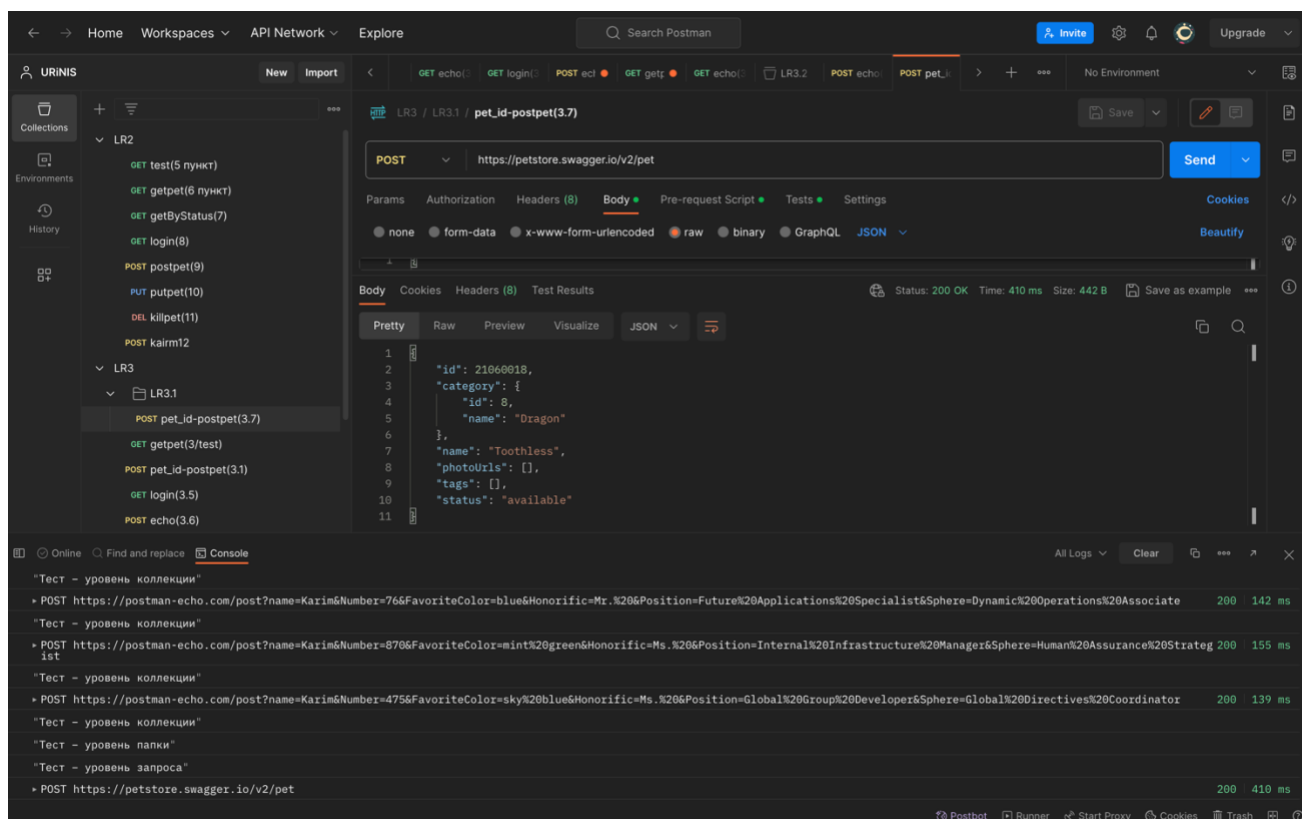 Home Workspaces API Network Explore Search Postman Invite Upgrade
URiNIS New Import GET echo(3 GET login(3 POST ecl GET getp GET echo(3 LR3.2 POST echo( POST pet_ic No Environment
Collections
Environments
History
LR2
GET test(5 пункт)
GET getpet(6 пункт)
GET getByStatus(7)
GET login(8)
POST postpet(9)
PUT putpet(10)
DEL killpet(11)
POST kairm12
LR3
LR3.1
POST pet_id-postpet(3.7)
GET getpet(3/test)
POST pet_id-postpet(3.1)
GET login(3.5)
POST echo(3.6)
HTTP LR3 / LR3.1 / pet_id-postpet(3.7) Save
POST https://petstore.swagger.io/v2/pet Send
Params Authorization Headers (8) Body Pre-request Script Tests Settings Cookies
none form-data x-www-form-urlencoded raw binary GraphQL JSON Beautify
1 {
Body Cookies Headers (8) Test Results Status: 200 OK Time: 410 ms Size: 442 B Save as example
Pretty Raw Preview Visualize JSON
1 {
2 "id": 21060018,
3 "category": {
4 "id": 8,
5 "name": "Dragon"
6 },
7 "name": "Toothless",
8 "photoUrls": [],
9 "tags": [],
10 "status": "available"
11 }
Online Find and replace Console All Logs Clear
"Тест – уровень коллекции"
POST https://postman-echo.com/post?name=Karim&Number=76&FavoriteColor=blue&Honorific=Mr.%20&Position=Future%20Applications%20Specialist&Sphere=Dynamic%20Operations%20Associate 200 142 ms
"Тест – уровень коллекции"
POST https://postman-echo.com/post?name=Karim&Number=870&FavoriteColor=mint%20green&Honorific=Ms.%20&Position=Internal%20Infrastructure%20Manager&Sphere=Human%20Assurance%20Strateg 200 155 ms
ist
"Тест – уровень коллекции"
POST https://postman-echo.com/post?name=Karim&Number=475&FavoriteColor=sky%20blue&Honorific=Ms.%20&Position=Global%20Group%20Developer&Sphere=Global%20Directives%20Coordinator 200 139 ms
"Тест – уровень коллекции"
"Тест – уровень папки"
"Тест – уровень запроса"
POST https://petstore.swagger.io/v2/pet 200 410 ms
Postbot Runner Start Proxy Cookies Trash